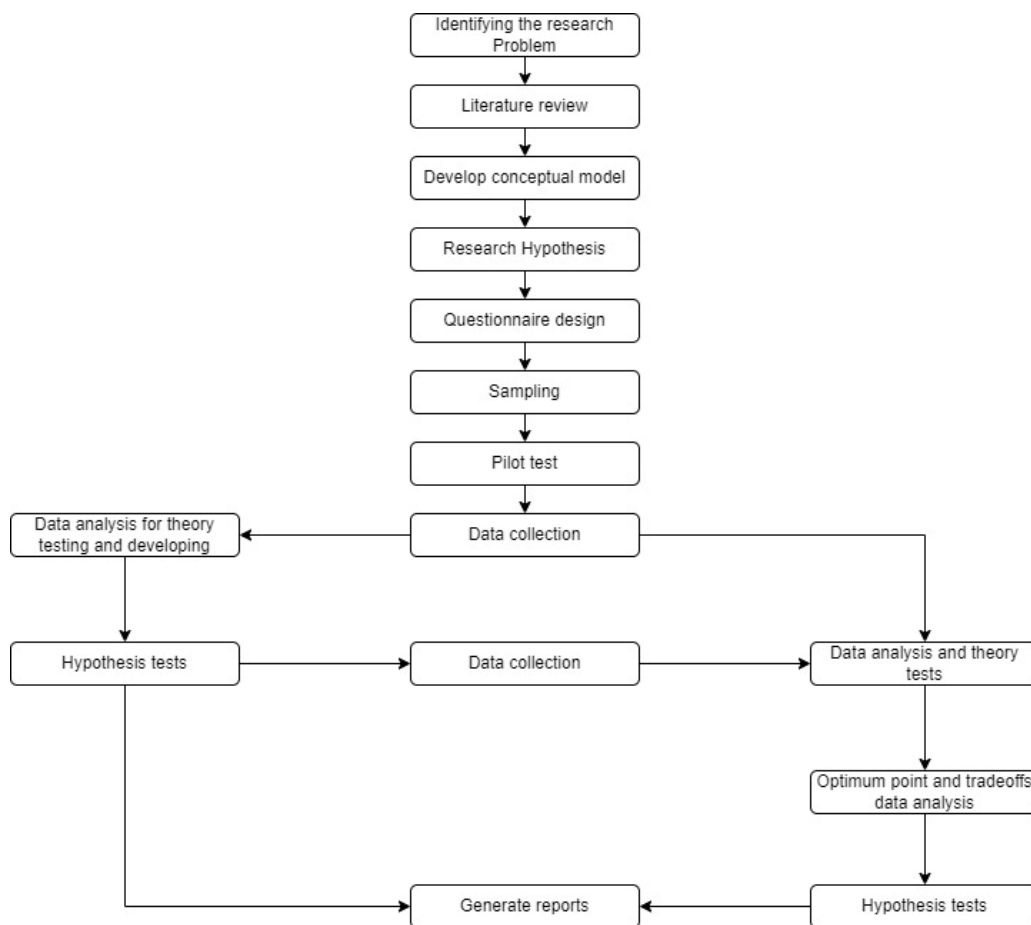 Identifying the research
Problem
Literature review
Develop conceptual model
Research Hypothesis
Questionnaire design
Sampling
Pilot test
Data analysis for theory
testing and developing
Data collection
Hypothesis tests
Data collection
Data analysis and theory
tests
Optimum point and tradeoffs
data analysis
Generate reports
Hypothesis tests